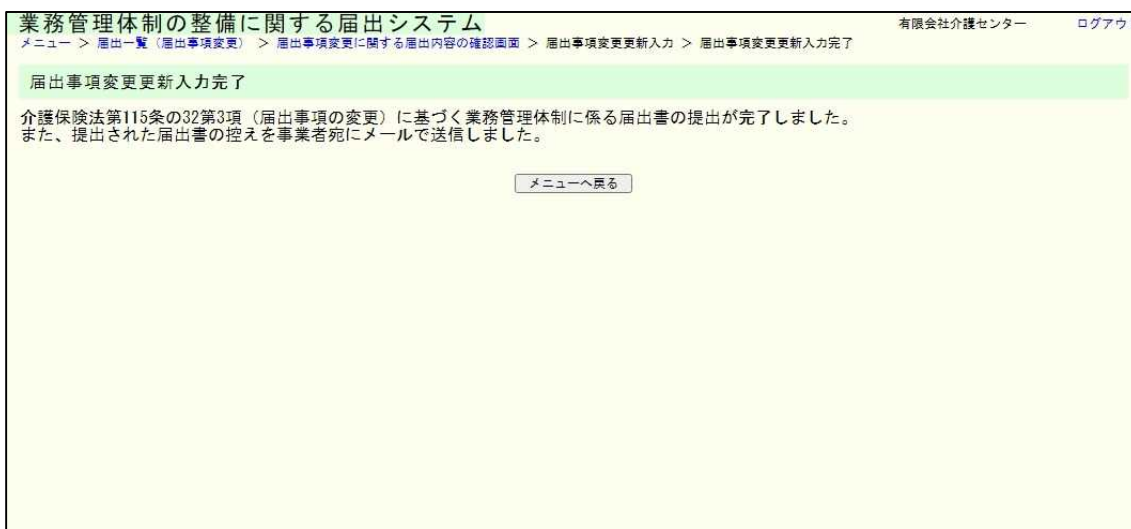 業務管理体制の整備に関する届出システム
有限会社介護センター ログアウ
メニュー ＞ 届出一覧（届出事項変更） ＞ 届出事項変更に関する届出内容の確認画面 ＞ 届出事項変更更新入力 ＞ 届出事項変更更新入力完了
届出事項変更更新入力完了
介護保険法第115条の32第3項（届出事項の変更）に基づく業務管理体制に係る届出書の提出が完了しました。
また、提出された届出書の控えを事業者宛にメールで送信しました。
メニューへ戻る